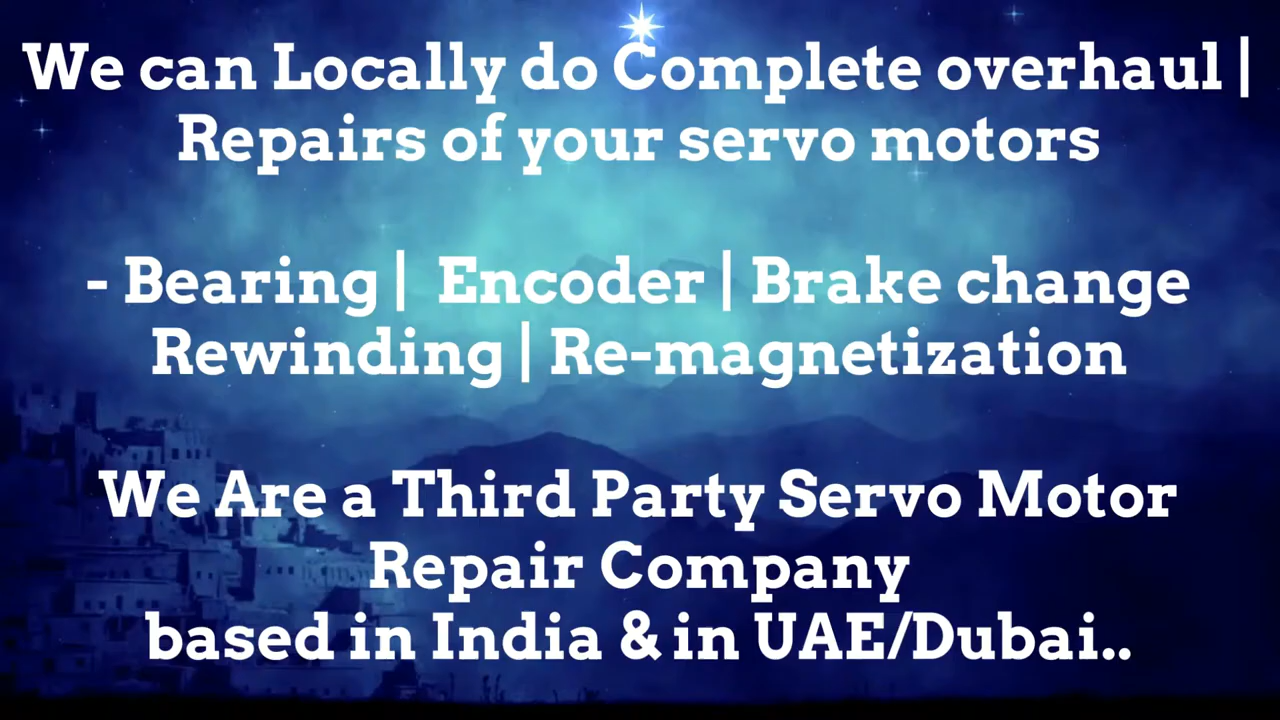 We can Locally do Complete overhaul |
Repairs of your servo motors
- Bearing | Encoder | Brake change
Rewinding | Re-magnetization
We Are a Third Party Servo Motor
Repair Company
based in India & in UAE/Dubai..